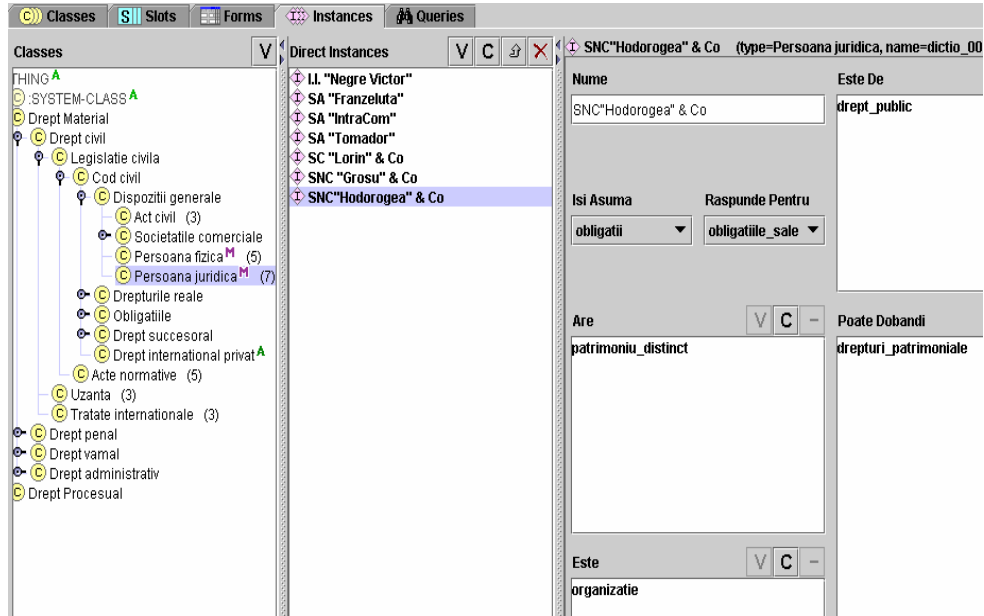 Classes Slots Forms Instances Queries
Classes V
THING A
:SYSTEM-CLASS A
Drept Material
Drept civil
Legislatie civila
Cod civil
Dispozitii generale
Act civil (3)
Societatile comerciale
Persoana fizica M (5)
Persoana juridica M (7)
Drepturile reale
Obligatiile
Drept succesoral
Drept international privat A
Acte normative (5)
Uzanta (3)
Tratate internationale (3)
Drept penal
Drept vamal
Drept administrativ
Drept Procesual
Direct Instances V C
I.I. "Negre Victor"
SA "Franzeluta"
SA "IntraCom"
SA "Tomador"
SC "Lorin" & Co
SNC "Grosu" & Co
SNC"Hodorogea" & Co
SNC"Hodorogea" & Co (type=Persoana juridica, name=dictio_00
Nume
SNC"Hodorogea" & Co
Este De
drept_public
Isi Asuma Raspunde Pentru
obligatii obligatiile_sale
Are V C −
patrimoniu_distinct
Poate Dobandi
drepturi_patrimoniale
Este V C −
organizatie